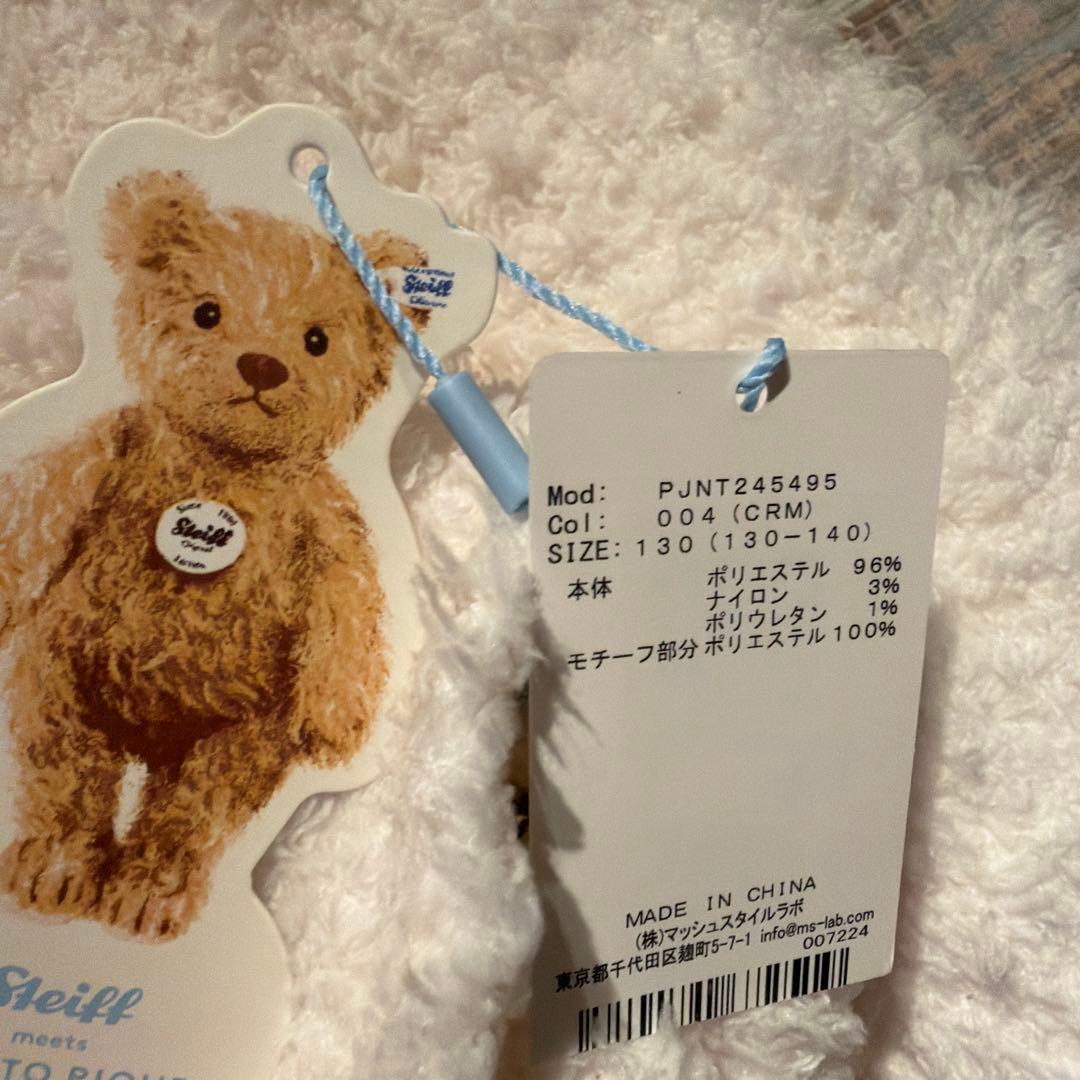 Steiff
Since 1880
Steiff
Mod: PJNT245495
Col: 004 (CRM)
SIZE: 130 (130−140)
本体 ポリエステル 96%
ナイロン 3%
ポリウレタン 1%
モチーフ部分 ポリエステル 100%
MADE IN CHINA
(株)マッシュスタイルラボ
東京都千代田区麹町5-7-1 info@ms-lab.com
007224
Steiff
meets